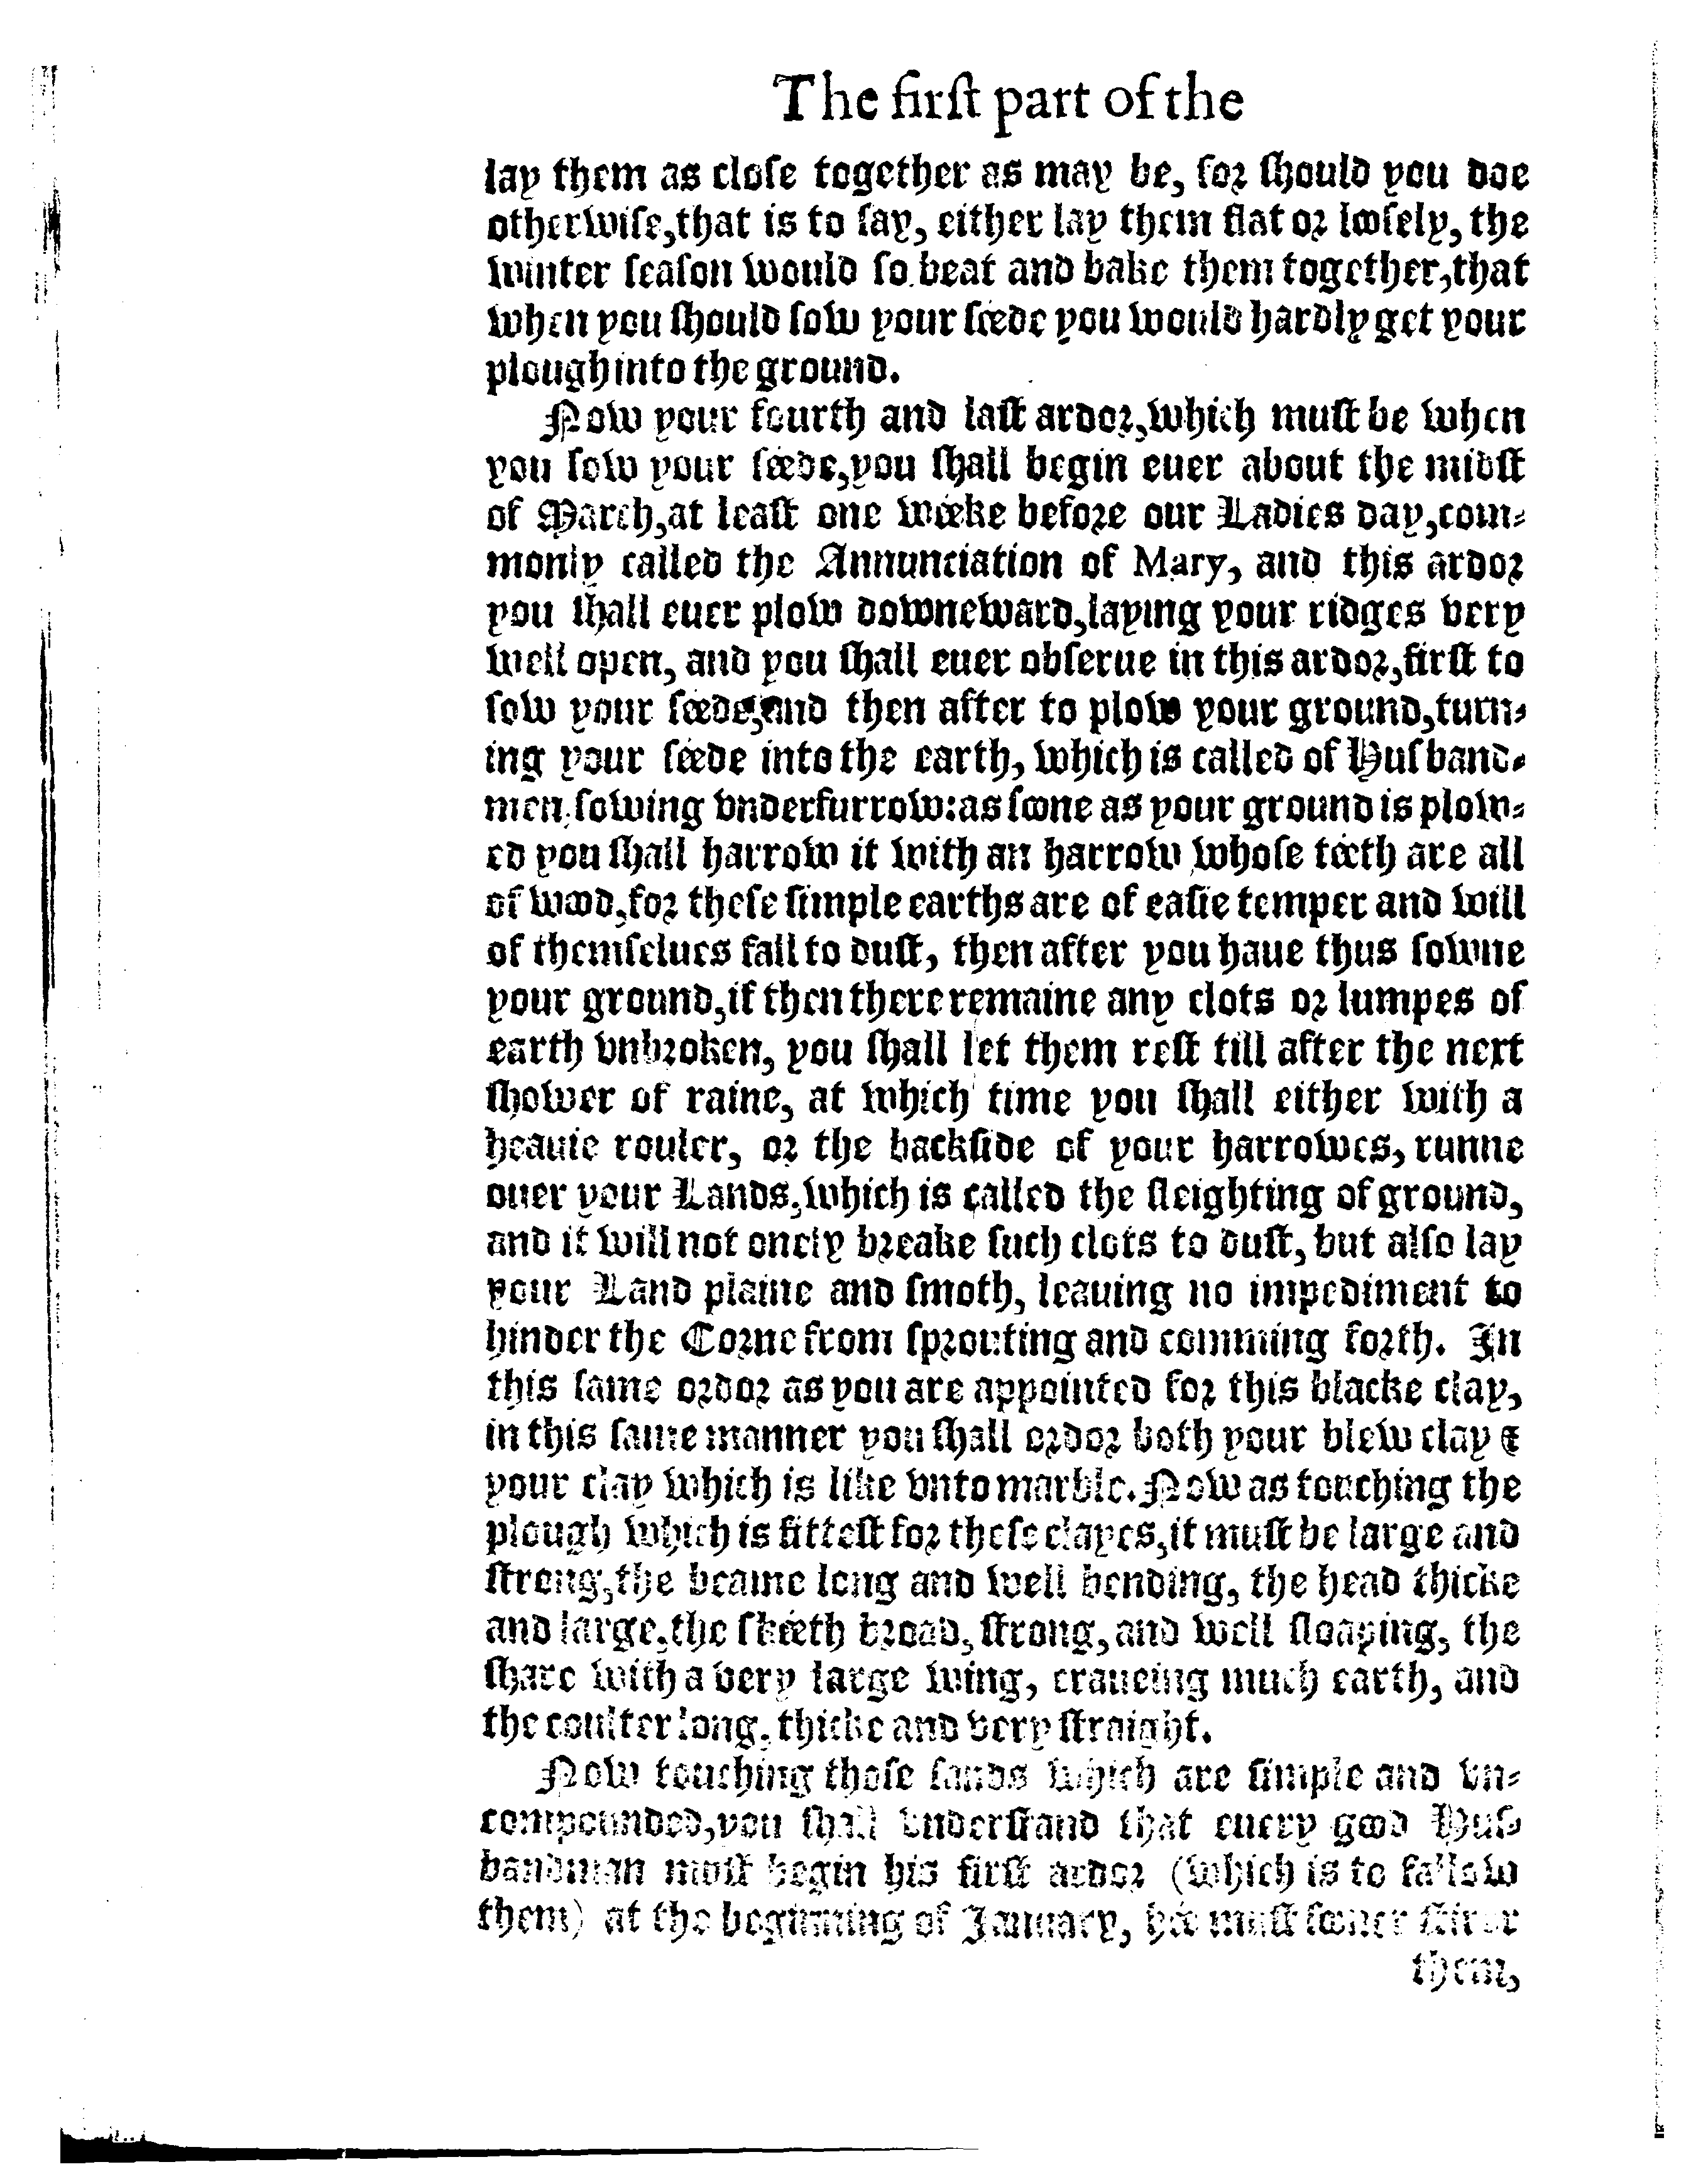 The first part of the
lay them as close together as may be, for should you doe
otherwise, that is to say, either lay them flat or loosely, the
winter season would so beat and bake them together, that
when you should sow your seede you would hardly get your
plough into the ground.
Now your fourth and last ardor, which must be when
you sow your seede, you shall begin euer about the midst
of March, at least one weeke before our Ladies day, com-
monly called the Annunciation of Mary, and this ardor
you shall euer plow downeward, laying your ridges very
well open, and you shall euer obserue in this ardor, first to
sow your seede, and then after to plow your ground, turn-
ing your seede into the earth, which is called of Husband-
men, sowing vnderfurrow: as soone as your ground is plow-
ed you shall harrow it with an harrow whose teeth are all
of wood, for these simple earths are of easie temper and will
of themselues fall to dust, then after you haue thus sowne
your ground, if then there remaine any clots or lumpes of
earth vnbroken, you shall let them rest till after the next
shower of raine, at which time you shall either with a
heauie rouler, or the backside of your harrowes, runne
ouer your Lands, which is called the sleighting of ground,
and it will not onely breake such clots to dust, but also lay
your Land plaine and smoth, leauing no impediment to
hinder the Corne from sprouting and comming forth. In
this same ordor as you are appointed for this blacke clay,
in this same manner you shall ordor both your blew clay &
your clay which is like vnto marble. Now as touching the
plough which is fittest for these clayes, it must be large and
strong, the beame long and well bending, the head thicke
and large, the skeeth broad, strong, and well sloaping, the
share with a very large wing, craueing much earth, and
the coulter long, thicke and very straight.
Now touching those sands which are simple and vn-
compounded, you shall vnderstand that euery good Hus-
bandman must begin his first ardor (which is to fallow
them) at the beginning of January, hee must sooner stirre
them,